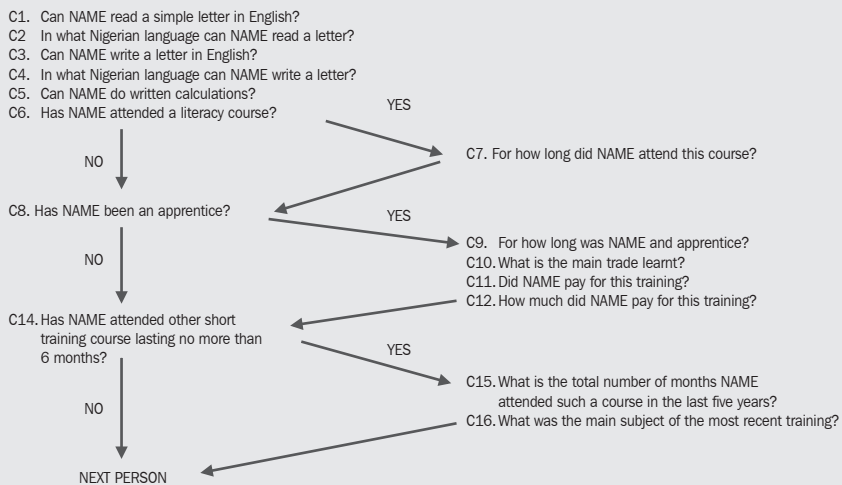 C1. Can NAME read a simple letter in English?
C2 In what Nigerian language can NAME read a letter?
C3. Can NAME write a letter in English?
C4. In what Nigerian language can NAME write a letter?
C5. Can NAME do written calculations?
C6. Has NAME attended a literacy course?
YES
NO
C7. For how long did NAME attend this course?
C8. Has NAME been an apprentice?
YES
NO
C9. For how long was NAME and apprentice?
C10. What is the main trade learnt?
C11. Did NAME pay for this training?
C12. How much did NAME pay for this training?
C14. Has NAME attended other short
training course lasting no more than
6 months?
YES
NO
C15. What is the total number of months NAME
attended such a course in the last five years?
C16. What was the main subject of the most recent training?
NEXT PERSON